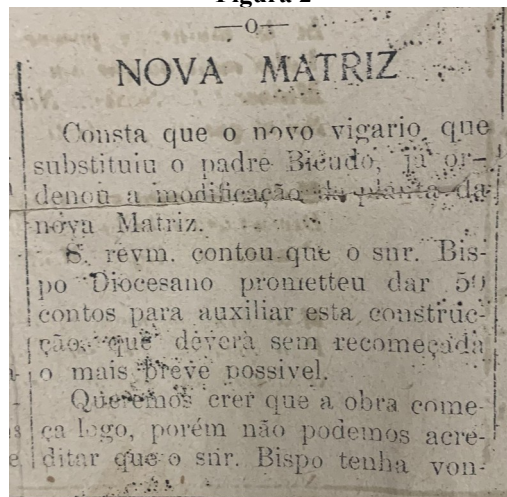 Figura 2
—o—
NOVA MATRIZ
Consta que o novo vigario, que
substituiu o padre Bicudo, já or-
denou a modificação da planta da
nova Matriz.
S. revm. contou que o snr. Bis-
po Diocesano prometteu dar 50
contos para auxiliar esta construc-
ção, que deverá sem recomeçada
o mais breve possivel.
Queremos crer que a obra come-
ça logo, porém não podemos acre-
ditar que o snr. Bispo tenha von-